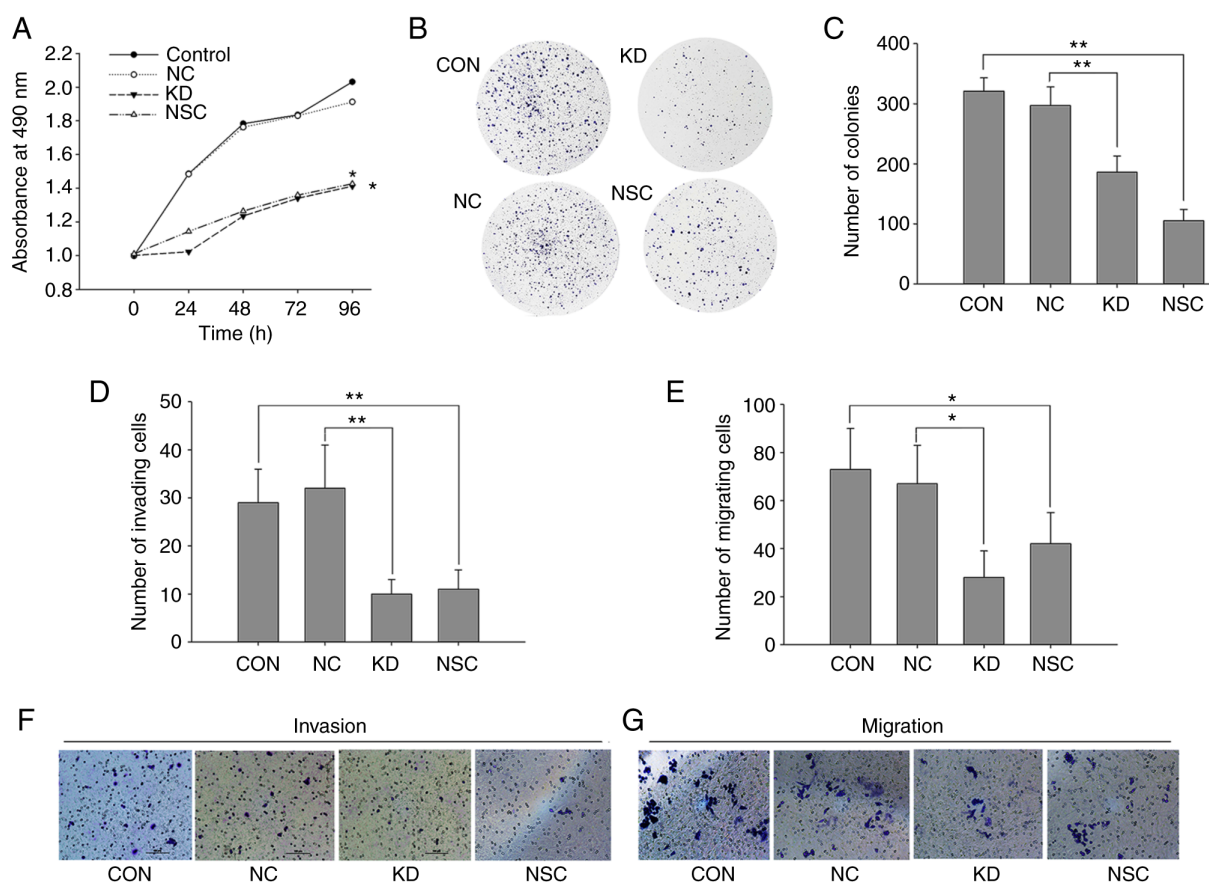 A
2.2
2.0
1.8
1.6
1.4
1.2
1.0
0.8
Absorbance at 490 nm
Control
NC
KD
NSC
*
*
0 24 48 72 96
Time (h)
B
CON
KD
NC
NSC
C
400
300
200
100
0
Number of colonies
**
**
CON NC KD NSC
D
50
40
30
20
10
0
Number of invading cells
**
**
CON NC KD NSC
E
100
80
60
40
20
0
Number of migrating cells
*
*
CON NC KD NSC
F
Invasion
CON NC KD NSC
G
Migration
CON NC KD NSC